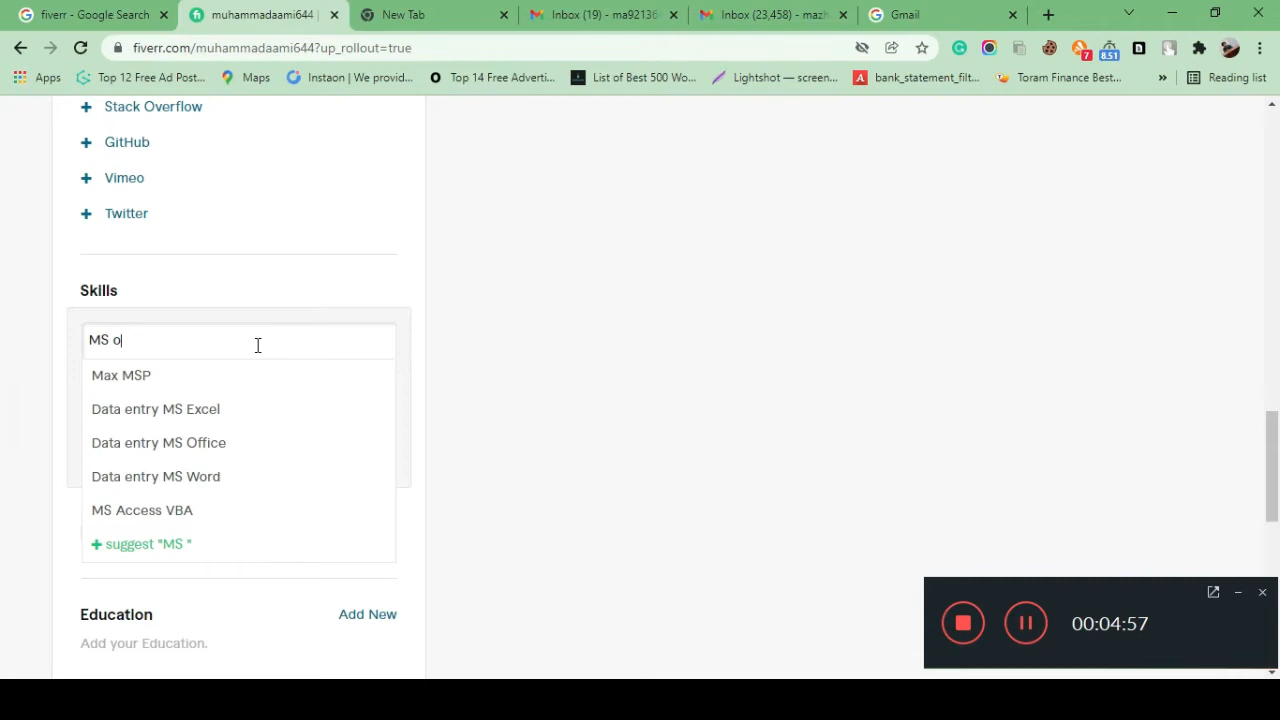 fiverr - Google Search
muhammadaami644 |
New Tab
Inbox (19) - ma92136
Inbox (23,458) - mazh
Gmail
fiverr.com/muhammadaami644?up_rollout=true
7
8.51
Apps
Top 12 Free Ad Post...
Maps
Instaon | We provid...
Top 14 Free Adverti...
List of Best 500 Wo...
Lightshot — screen...
bank_statement_filt...
Toram Finance Best...
»
Reading list
+ Stack Overflow
+ GitHub
+ Vimeo
+ Twitter
Skills
MS o
Max MSP
Data entry MS Excel
Data entry MS Office
Data entry MS Word
MS Access VBA
+ suggest "MS "
Education
Add New
Add your Education.
00:04:57